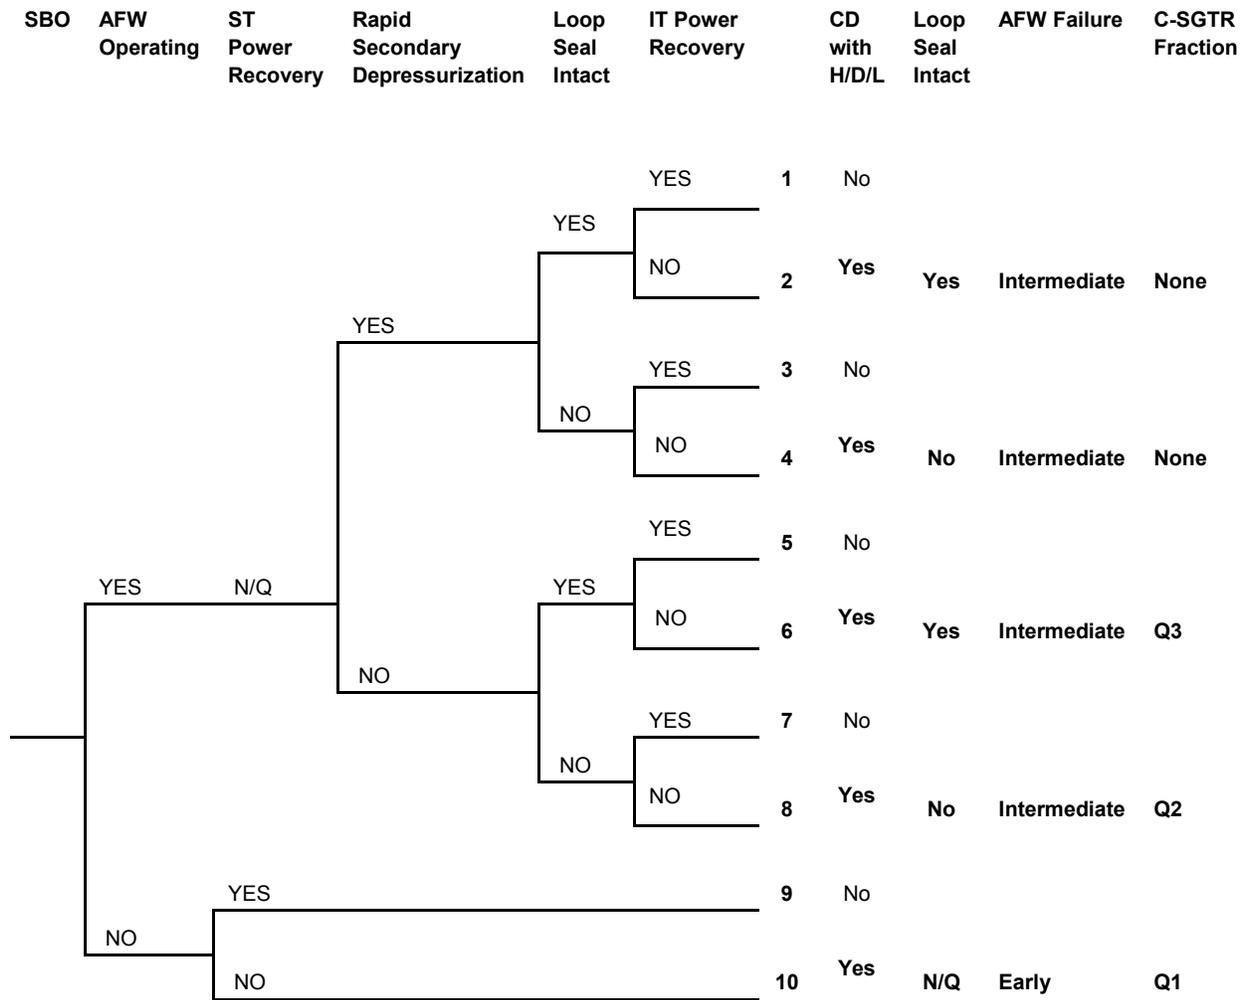 SBO AFW ST Rapid Loop IT Power CD Loop AFW Failure C-SGTR
Operating Power Secondary Seal Recovery with Seal Fraction
Recovery Depressurization Intact H/D/L Intact
YES 1 No
YES
NO 2 Yes Yes Intermediate None
YES
YES 3 No
NO
NO 4 Yes No Intermediate None
YES 5 No
YES N/Q YES
NO 6 Yes Yes Intermediate Q3
NO
YES 7 No
NO
NO 8 Yes No Intermediate Q2
YES 9 No
NO
NO 10 Yes N/Q Early Q1